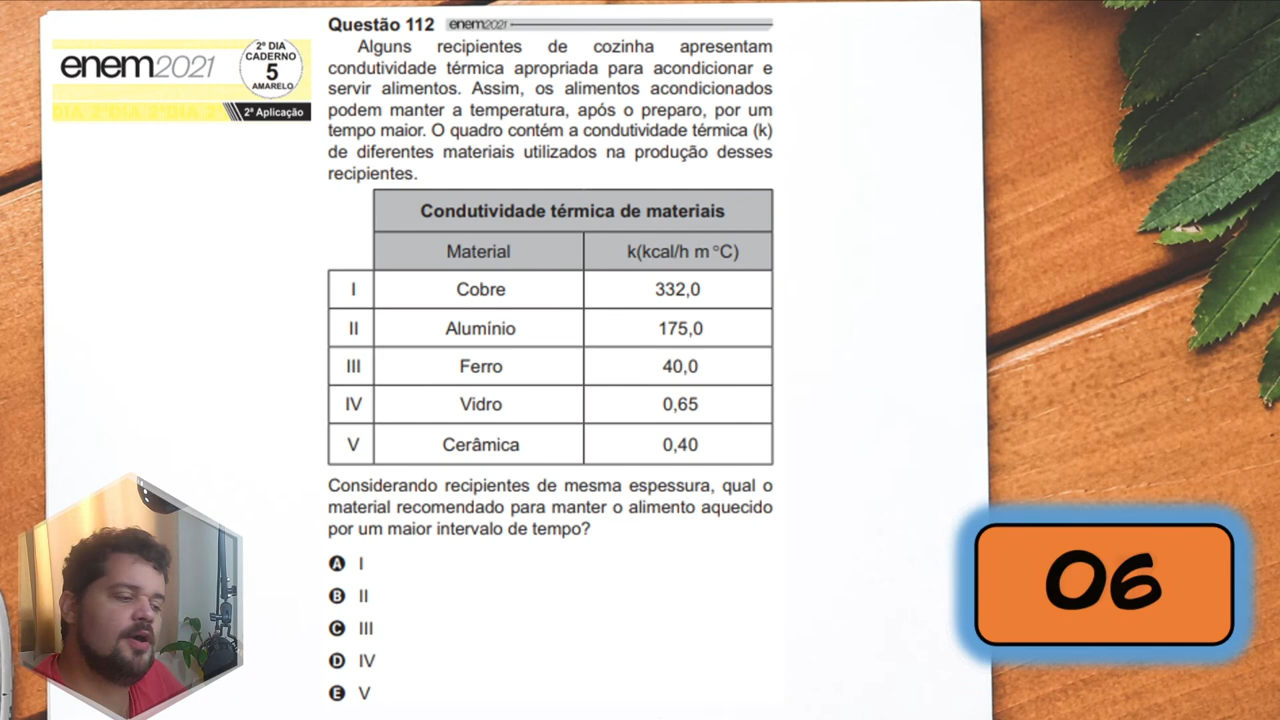 Questão 112 enem2021
enem2021
2º DIA
CADERNO
5
AMARELO
2ª Aplicação
Alguns recipientes de cozinha apresentam
condutividade térmica apropriada para acondicionar e
servir alimentos. Assim, os alimentos acondicionados
podem manter a temperatura, após o preparo, por um
tempo maior. O quadro contém a condutividade térmica (k)
de diferentes materiais utilizados na produção desses
recipientes.
Condutividade térmica de materiais
Material k(kcal/h m °C)
I Cobre 332,0
II Alumínio 175,0
III Ferro 40,0
IV Vidro 0,65
V Cerâmica 0,40
Considerando recipientes de mesma espessura, qual o
material recomendado para manter o alimento aquecido
por um maior intervalo de tempo?
A I
B II
C III
D IV
E V
06